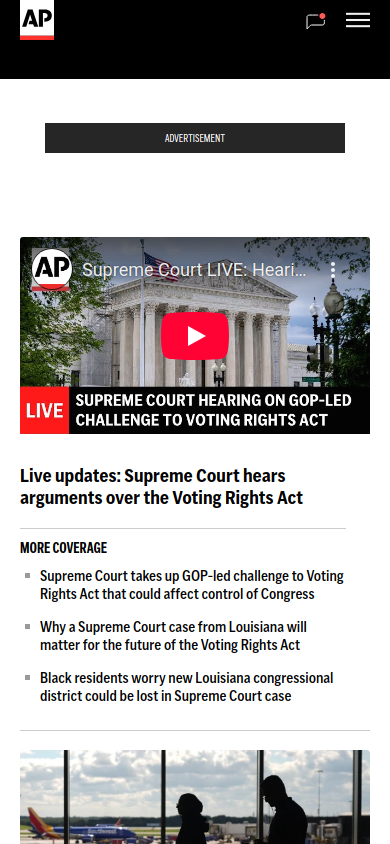 AP
ADVERTISEMENT
AP
Supreme Court LIVE: Heari...
LIVE
SUPREME COURT HEARING ON GOP-LED
CHALLENGE TO VOTING RIGHTS ACT
Live updates: Supreme Court hears
arguments over the Voting Rights Act
MORE COVERAGE
Supreme Court takes up GOP-led challenge to Voting
Rights Act that could affect control of Congress
Why a Supreme Court case from Louisiana will
matter for the future of the Voting Rights Act
Black residents worry new Louisiana congressional
district could be lost in Supreme Court case
Southwest